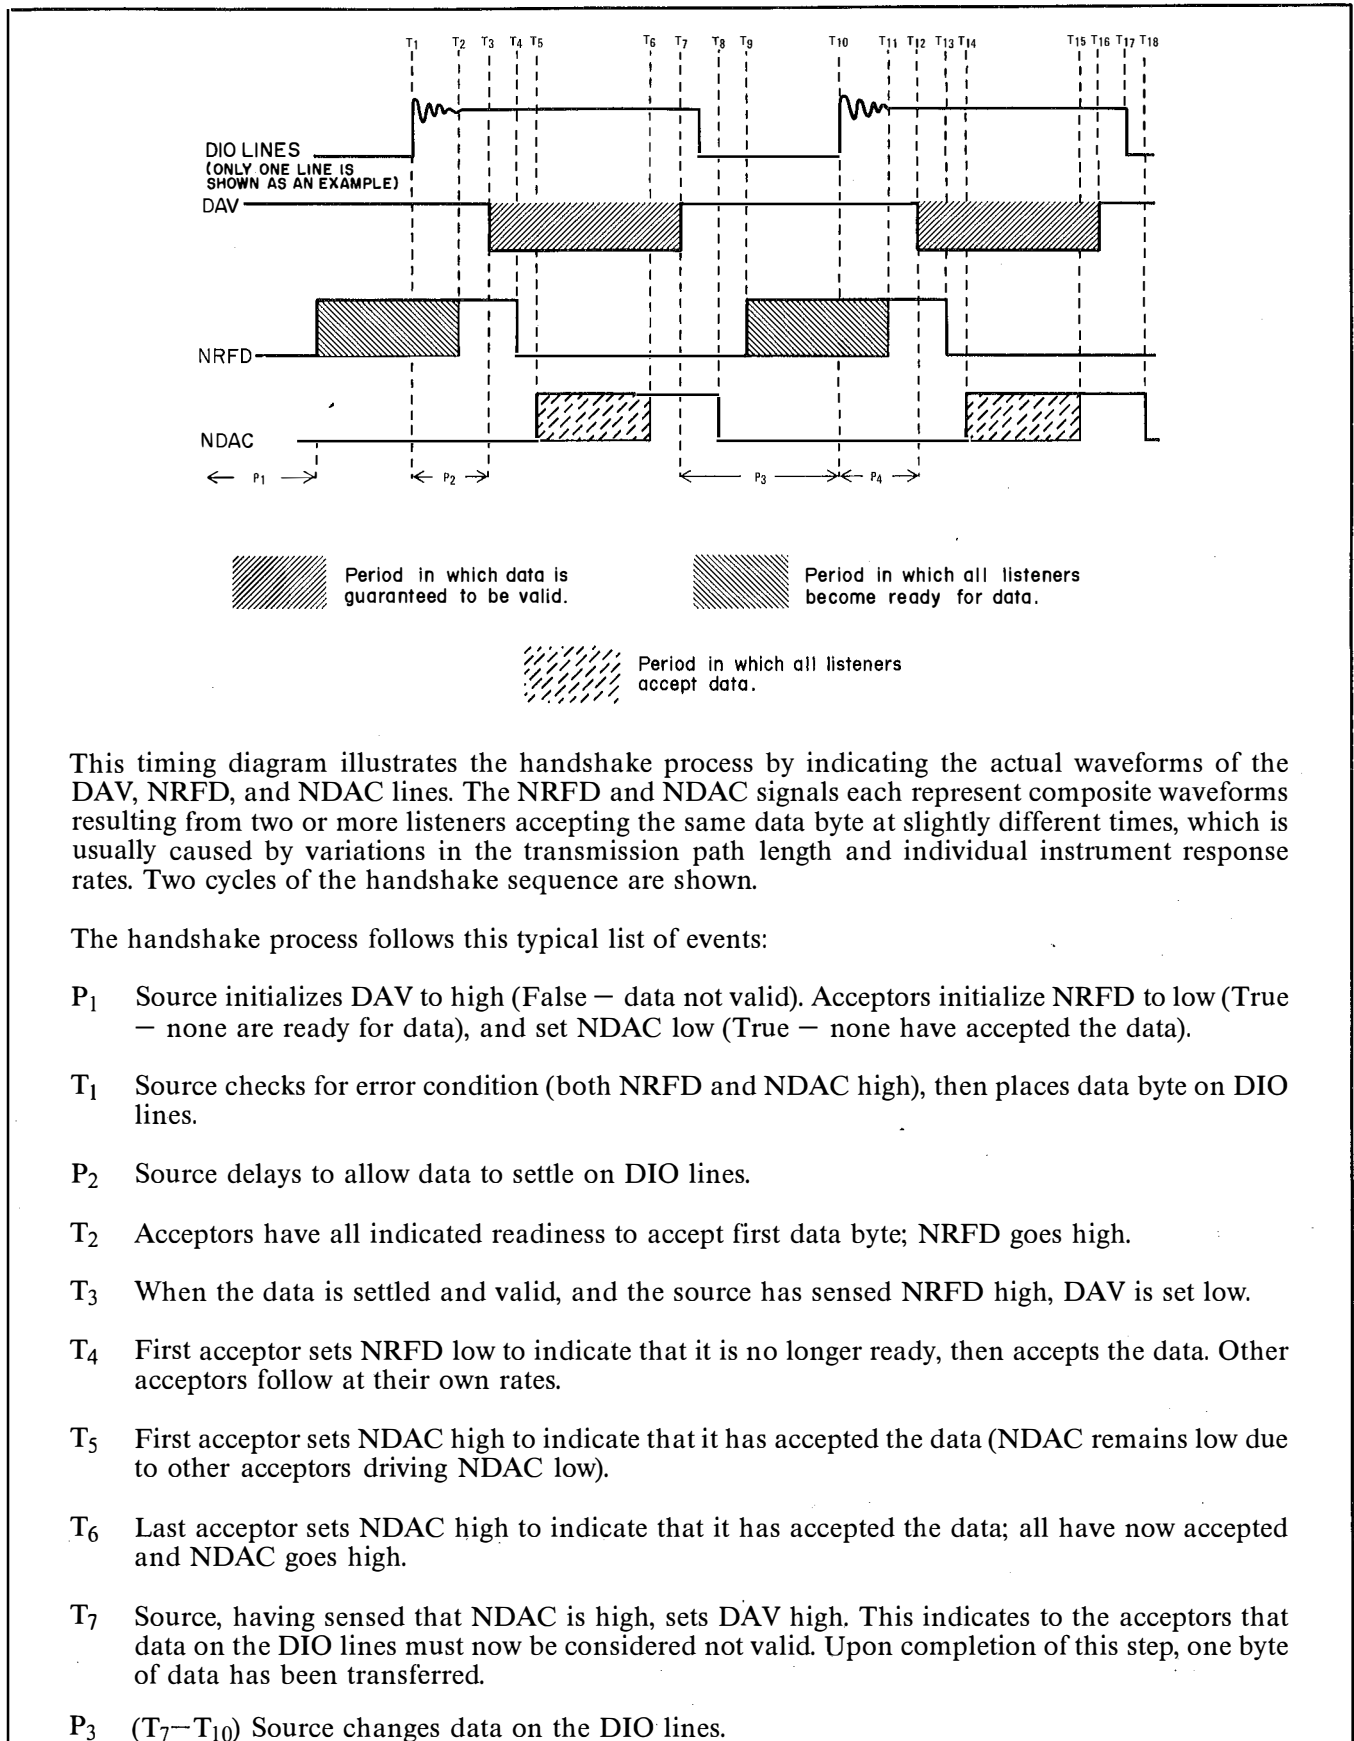 T1 T2 T3 T4 T5 T6 T7 T8 T9 T10 T11 T12 T13 T14 T15 T16 T17 T18
DIO LINES
(ONLY ONE LINE IS
SHOWN AS AN EXAMPLE)
DAV
NRFD
NDAC
P1 P2 P3 P4
Period in which data is
guaranteed to be valid.
Period in which all listeners
become ready for data.
Period in which all listeners
accept data.
This timing diagram illustrates the handshake process by indicating the actual waveforms of the
DAV, NRFD, and NDAC lines. The NRFD and NDAC signals each represent composite waveforms
resulting from two or more listeners accepting the same data byte at slightly different times, which is
usually caused by variations in the transmission path length and individual instrument response
rates. Two cycles of the handshake sequence are shown.
The handshake process follows this typical list of events:
P1 Source initializes DAV to high (False — data not valid). Acceptors initialize NRFD to low (True
— none are ready for data), and set NDAC low (True — none have accepted the data).
T1 Source checks for error condition (both NRFD and NDAC high), then places data byte on DIO
lines.
P2 Source delays to allow data to settle on DIO lines.
T2 Acceptors have all indicated readiness to accept first data byte; NRFD goes high.
T3 When the data is settled and valid, and the source has sensed NRFD high, DAV is set low.
T4 First acceptor sets NRFD low to indicate that it is no longer ready, then accepts the data. Other
acceptors follow at their own rates.
T5 First acceptor sets NDAC high to indicate that it has accepted the data (NDAC remains low due
to other acceptors driving NDAC low).
T6 Last acceptor sets NDAC high to indicate that it has accepted the data; all have now accepted
and NDAC goes high.
T7 Source, having sensed that NDAC is high, sets DAV high. This indicates to the acceptors that
data on the DIO lines must now be considered not valid. Upon completion of this step, one byte
of data has been transferred.
P3 (T7—T10) Source changes data on the DIO lines.